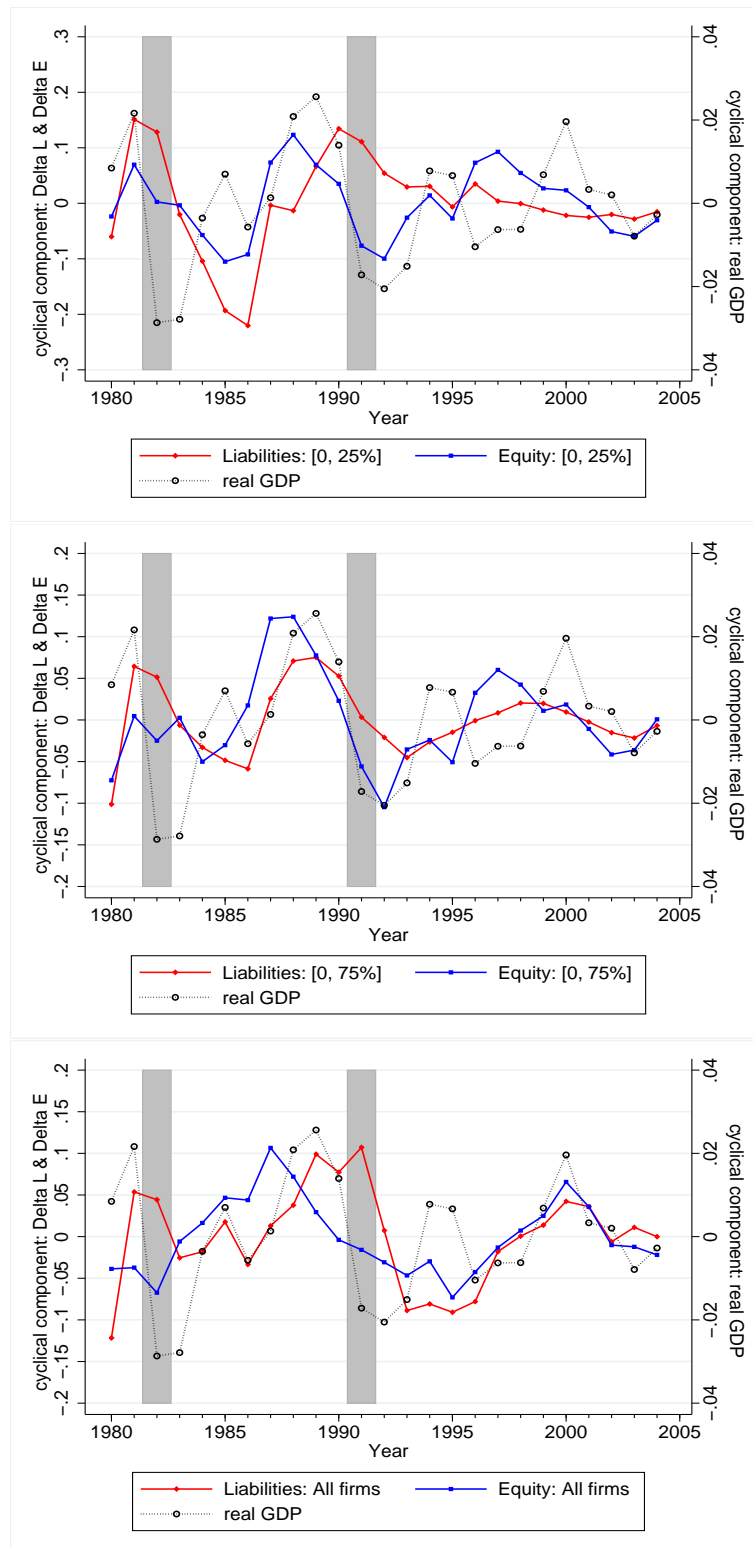 cyclical component: Delta L & Delta E
.3
.2
.1
0
-.1
-.2
-.3
.04
.02
0
-.02
-.04
cyclical component: real GDP
1980 1985 1990 1995 2000 2005
Year
Liabilities: [0, 25%] Equity: [0, 25%]
real GDP
cyclical component: Delta L & Delta E
.2
.15
.1
.05
0
-.05
-.1
-.15
-.2
.04
.02
0
-.02
-.04
cyclical component: real GDP
1980 1985 1990 1995 2000 2005
Year
Liabilities: [0, 75%] Equity: [0, 75%]
real GDP
cyclical component: Delta L & Delta E
.2
.15
.1
.05
0
-.05
-.1
-.15
-.2
.04
.02
0
-.02
-.04
cyclical component: real GDP
1980 1985 1990 1995 2000 2005
Year
Liabilities: All firms Equity: All firms
real GDP